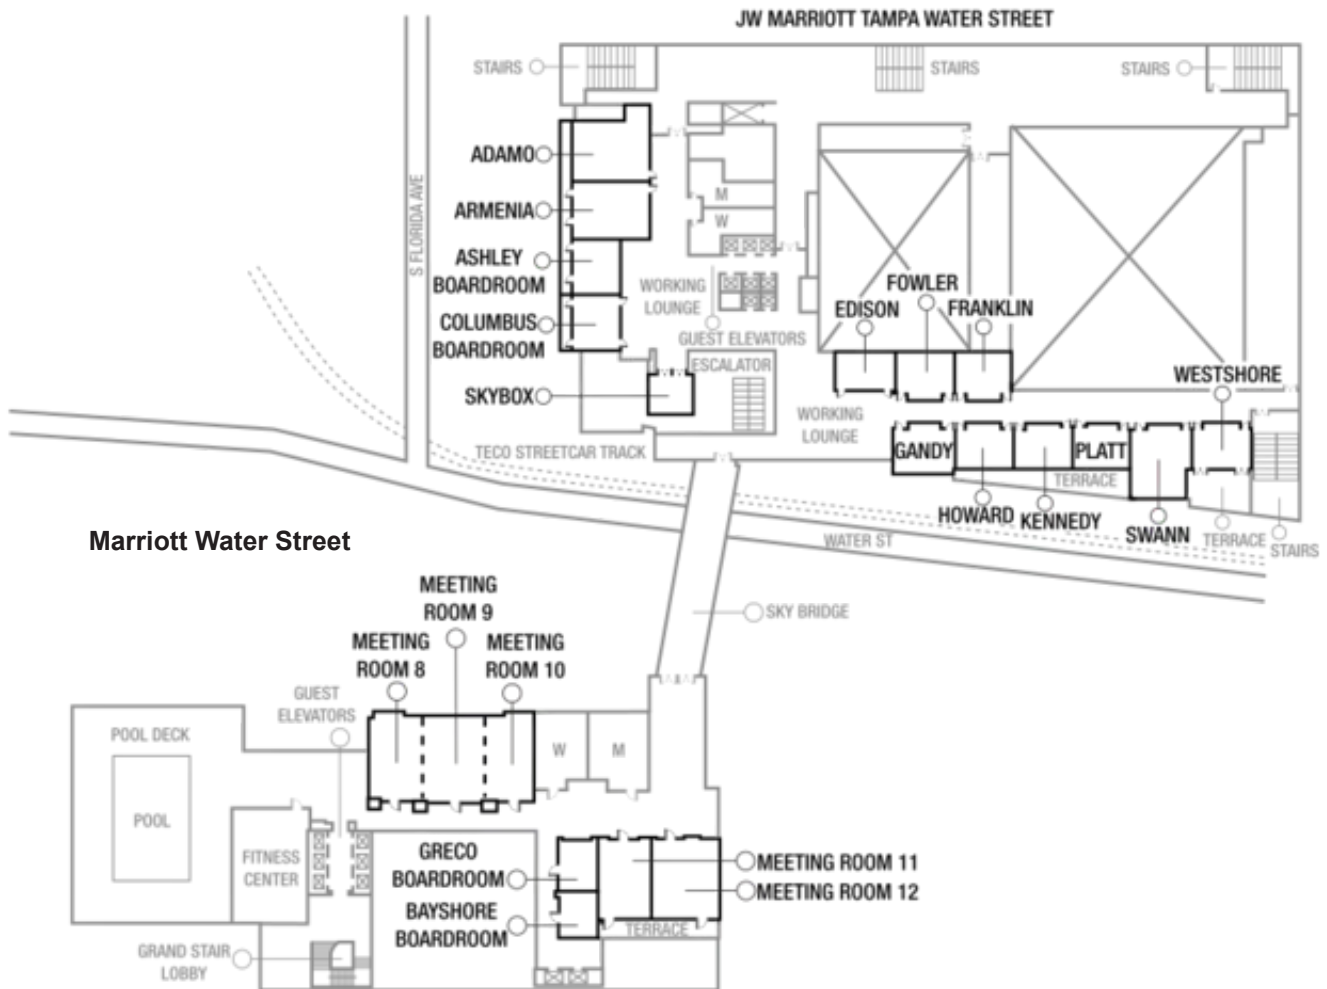 JW MARRIOTT TAMPA WATER STREET
STAIRS
STAIRS
STAIRS
ADAMO
S FLORIDA AVE
M
ARMENIA
W
ASHLEY
BOARDROOM
WORKING
LOUNGE
FOWLER
EDISON
FRANKLIN
COLUMBUS
BOARDROOM
GUEST ELEVATORS
ESCALATOR
WESTSHORE
SKYBOX
WORKING
LOUNGE
TECO STREETCAR TRACK
GANDY
PLATT
TERRACE
HOWARD
KENNEDY
SWANN
TERRACE
STAIRS
WATER ST
Marriott Water Street
MEETING
ROOM 9
SKY BRIDGE
MEETING
ROOM 8
MEETING
ROOM 10
GUEST
ELEVATORS
POOL DECK
W
M
POOL
FITNESS
CENTER
GRECO
BOARDROOM
MEETING ROOM 11
MEETING ROOM 12
BAYSHORE
BOARDROOM
TERRACE
GRAND STAIR
LOBBY